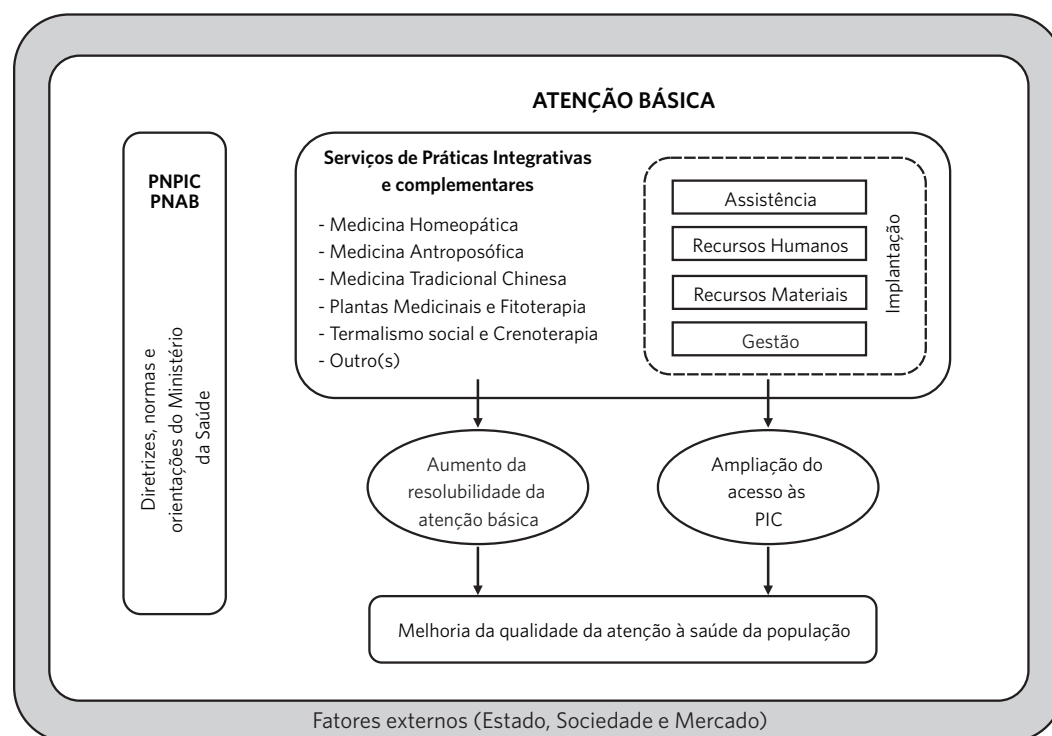 ATENÇÃO BÁSICA
PNPIC
PNAB
Diretrizes, normas e
orientações do Ministério
da Saúde
Serviços de Práticas Integrativas
e complementares
- Medicina Homeopática
- Medicina Antroposófica
- Medicina Tradicional Chinesa
- Plantas Medicinais e Fitoterapia
- Termalismo social e Crenoterapia
- Outro(s)
Assistência
Recursos Humanos
Recursos Materiais
Gestão
Implantação
Aumento da
resolubilidade da
atenção básica
Ampliação do
acesso às
PIC
Melhoria da qualidade da atenção à saúde da população
Fatores externos (Estado, Sociedade e Mercado)